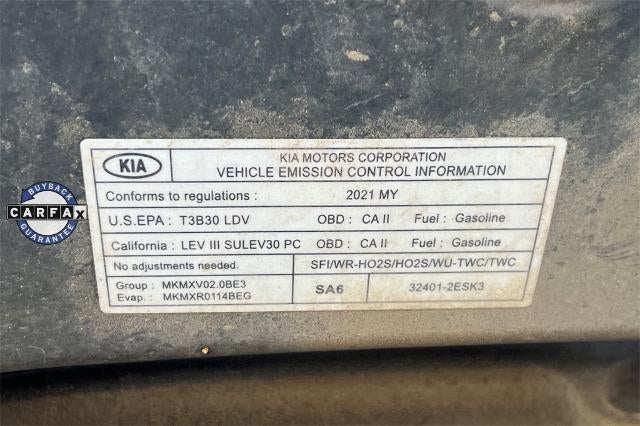 KIA
KIA MOTORS CORPORATION
VEHICLE EMISSION CONTROL INFORMATION
Conforms to regulations : 2021 MY
U.S.EPA : T3B30 LDV OBD : CA II Fuel : Gasoline
California : LEV III SULEV30 PC OBD : CA II Fuel : Gasoline
No adjustments needed. SFI/WR-HO2S/HO2S/WU-TWC/TWC
Group : MKMXV02.0BE3
Evap. : MKMXR0114BEG
SA6 32401-2ESK3
BUYBACK
CARFAX
GUARANTEE